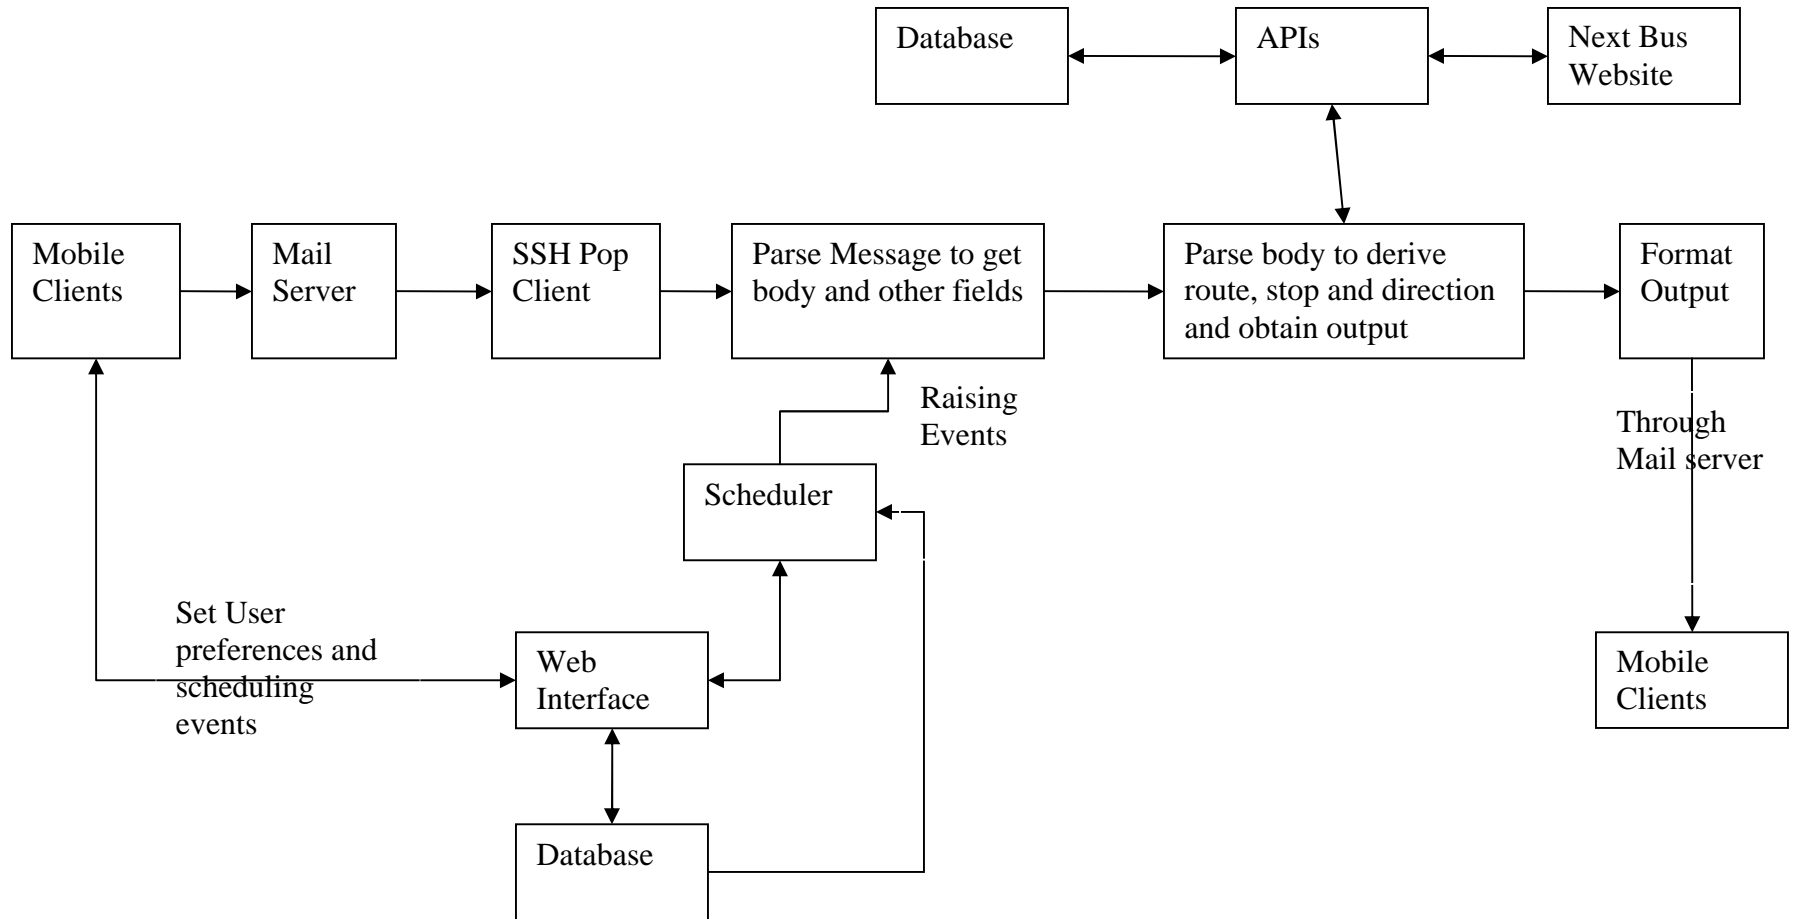 Database
APIs
Next Bus
Website
Mobile
Clients
Mail
Server
SSH Pop
Client
Parse Message to get
body and other fields
Parse body to derive
route, stop and direction
and obtain output
Format
Output
Raising
Events
Through
Mail server
Scheduler
Set User
preferences and
scheduling
events
Web
Interface
Mobile
Clients
Database